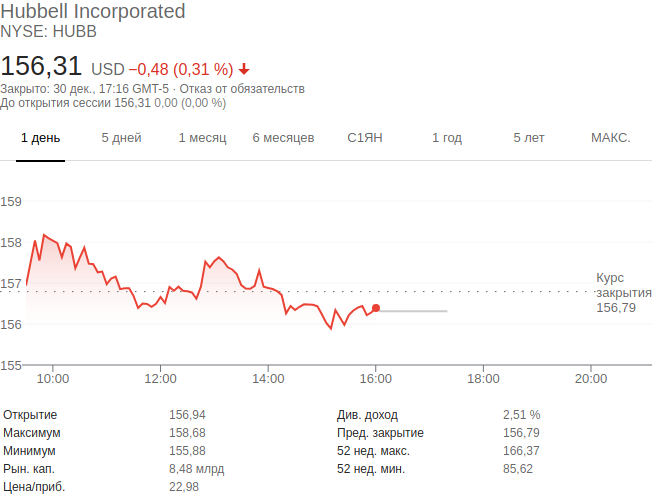 Hubbell Incorporated
NYSE: HUBB
156,31 USD −0,48 (0,31 %)
Закрыто: 30 дек., 17:16 GMT-5 · Отказ от обязательств
До открытия сессии 156,31 0,00 (0,00 %)
1 день 5 дней 1 месяц 6 месяцев С1ЯН 1 год 5 лет МАКС.
159
158
157
156
155
Курс
закрытия
156,79
10:00 12:00 14:00 16:00 18:00 20:00
Открытие 156,94 Див. доход 2,51 %
Максимум 158,68 Пред. закрытие 156,79
Минимум 155,88 52 нед. макс. 166,37
Рын. кап. 8,48 млрд 52 нед. мин. 85,62
Цена/приб. 22,98